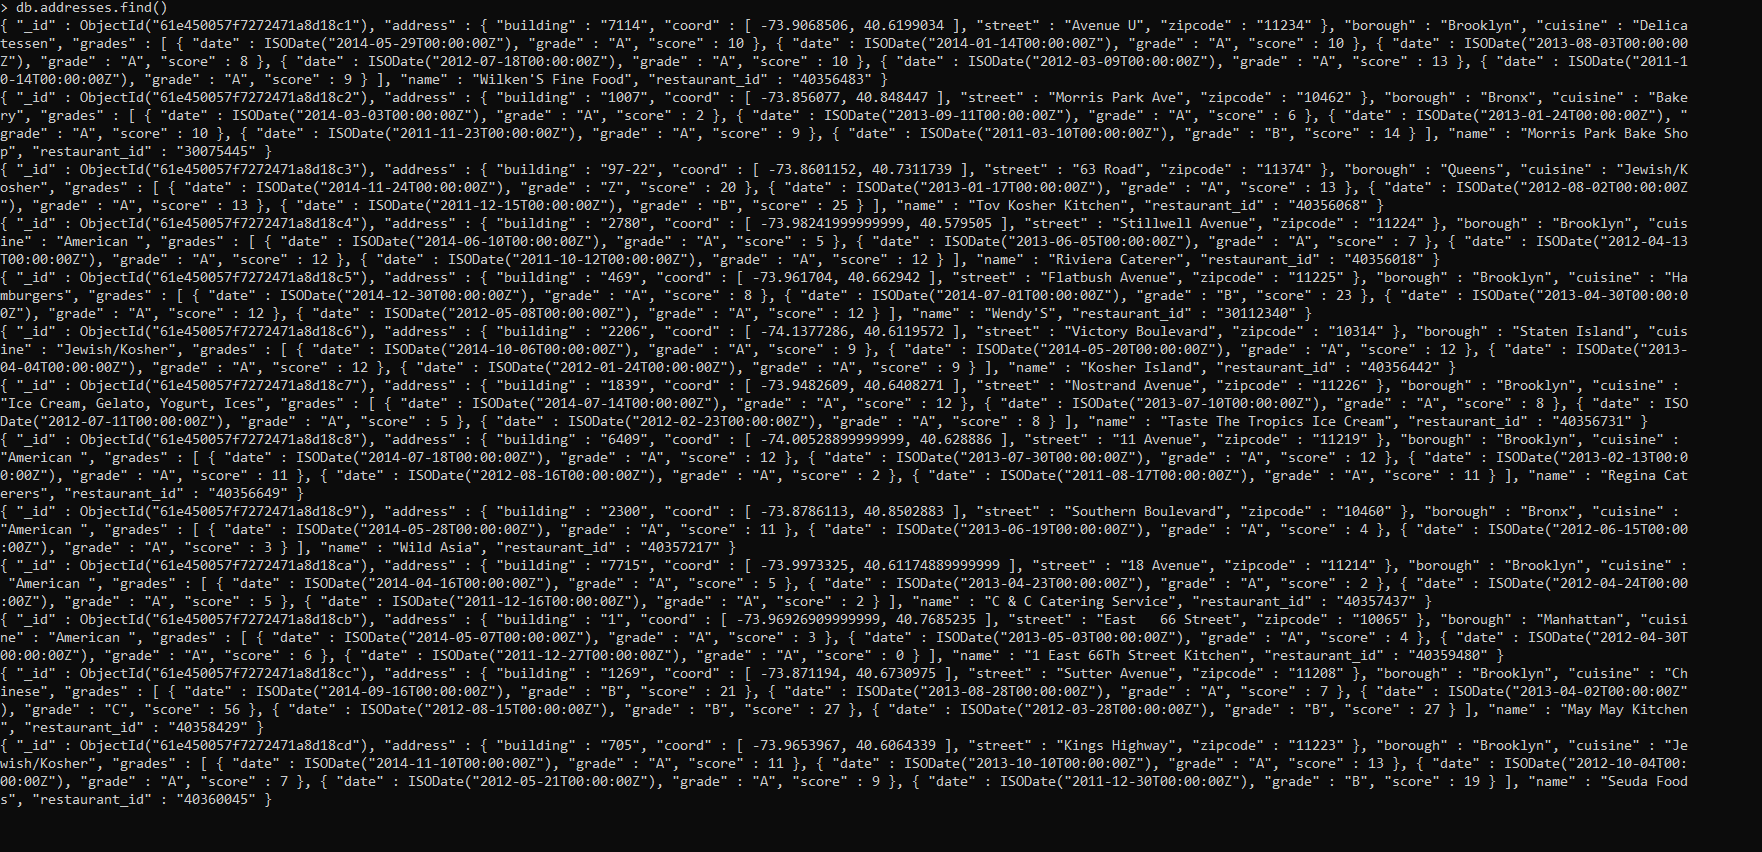 > db.addresses.find()
{ "_id" : ObjectId("61e450057f7272471a8d18c1"), "address" : { "building" : "7114", "coord" : [ -73.9068506, 40.6199034 ], "street" : "Avenue U", "zipcode" : "11234" }, "borough" : "Brooklyn", "cuisine" : "Delica
tessen", "grades" : [ { "date" : ISODate("2014-05-29T00:00:00Z"), "grade" : "A", "score" : 10 }, { "date" : ISODate("2014-01-14T00:00:00Z"), "grade" : "A", "score" : 10 }, { "date" : ISODate("2013-08-03T00:00:00
Z"), "grade" : "A", "score" : 8 }, { "date" : ISODate("2012-07-18T00:00:00Z"), "grade" : "A", "score" : 10 }, { "date" : ISODate("2012-03-09T00:00:00Z"), "grade" : "A", "score" : 13 }, { "date" : ISODate("2011-1
0-14T00:00:00Z"), "grade" : "A", "score" : 9 } ], "name" : "Wilken'S Fine Food", "restaurant_id" : "40356483" }
{ "_id" : ObjectId("61e450057f7272471a8d18c2"), "address" : { "building" : "1007", "coord" : [ -73.856077, 40.848447 ], "street" : "Morris Park Ave", "zipcode" : "10462" }, "borough" : "Bronx", "cuisine" : "Bake
ry", "grades" : [ { "date" : ISODate("2014-03-03T00:00:00Z"), "grade" : "A", "score" : 2 }, { "date" : ISODate("2013-09-11T00:00:00Z"), "grade" : "A", "score" : 6 }, { "date" : ISODate("2013-01-24T00:00:00Z"), "
grade" : "A", "score" : 10 }, { "date" : ISODate("2011-11-23T00:00:00Z"), "grade" : "A", "score" : 9 }, { "date" : ISODate("2011-03-10T00:00:00Z"), "grade" : "B", "score" : 14 } ], "name" : "Morris Park Bake Sho
p", "restaurant_id" : "30075445" }
{ "_id" : ObjectId("61e450057f7272471a8d18c3"), "address" : { "building" : "97-22", "coord" : [ -73.8601152, 40.7311739 ], "street" : "63 Road", "zipcode" : "11374" }, "borough" : "Queens", "cuisine" : "Jewish/K
osher", "grades" : [ { "date" : ISODate("2014-11-24T00:00:00Z"), "grade" : "Z", "score" : 20 }, { "date" : ISODate("2013-01-17T00:00:00Z"), "grade" : "A", "score" : 13 }, { "date" : ISODate("2012-08-02T00:00:00Z
"), "grade" : "A", "score" : 13 }, { "date" : ISODate("2011-12-15T00:00:00Z"), "grade" : "B", "score" : 25 } ], "name" : "Tov Kosher Kitchen", "restaurant_id" : "40356068" }
{ "_id" : ObjectId("61e450057f7272471a8d18c4"), "address" : { "building" : "2780", "coord" : [ -73.98241999999999, 40.579505 ], "street" : "Stillwell Avenue", "zipcode" : "11224" }, "borough" : "Brooklyn", "cuis
ine" : "American ", "grades" : [ { "date" : ISODate("2014-06-10T00:00:00Z"), "grade" : "A", "score" : 5 }, { "date" : ISODate("2013-06-05T00:00:00Z"), "grade" : "A", "score" : 7 }, { "date" : ISODate("2012-04-13
T00:00:00Z"), "grade" : "A", "score" : 12 }, { "date" : ISODate("2011-10-12T00:00:00Z"), "grade" : "A", "score" : 12 } ], "name" : "Riviera Caterer", "restaurant_id" : "40356018" }
{ "_id" : ObjectId("61e450057f7272471a8d18c5"), "address" : { "building" : "469", "coord" : [ -73.961704, 40.662942 ], "street" : "Flatbush Avenue", "zipcode" : "11225" }, "borough" : "Brooklyn", "cuisine" : "Ha
mburgers", "grades" : [ { "date" : ISODate("2014-12-30T00:00:00Z"), "grade" : "A", "score" : 8 }, { "date" : ISODate("2014-07-01T00:00:00Z"), "grade" : "B", "score" : 23 }, { "date" : ISODate("2013-04-30T00:00:0
0Z"), "grade" : "A", "score" : 12 }, { "date" : ISODate("2012-05-08T00:00:00Z"), "grade" : "A", "score" : 12 } ], "name" : "Wendy'S", "restaurant_id" : "30112340" }
{ "_id" : ObjectId("61e450057f7272471a8d18c6"), "address" : { "building" : "2206", "coord" : [ -74.1377286, 40.6119572 ], "street" : "Victory Boulevard", "zipcode" : "10314" }, "borough" : "Staten Island", "cuis
ine" : "Jewish/Kosher", "grades" : [ { "date" : ISODate("2014-10-06T00:00:00Z"), "grade" : "A", "score" : 9 }, { "date" : ISODate("2014-05-20T00:00:00Z"), "grade" : "A", "score" : 12 }, { "date" : ISODate("2013-
04-04T00:00:00Z"), "grade" : "A", "score" : 12 }, { "date" : ISODate("2012-01-24T00:00:00Z"), "grade" : "A", "score" : 9 } ], "name" : "Kosher Island", "restaurant_id" : "40356442" }
{ "_id" : ObjectId("61e450057f7272471a8d18c7"), "address" : { "building" : "1839", "coord" : [ -73.9482609, 40.6408271 ], "street" : "Nostrand Avenue", "zipcode" : "11226" }, "borough" : "Brooklyn", "cuisine" :
"Ice Cream, Gelato, Yogurt, Ices", "grades" : [ { "date" : ISODate("2014-07-14T00:00:00Z"), "grade" : "A", "score" : 12 }, { "date" : ISODate("2013-07-10T00:00:00Z"), "grade" : "A", "score" : 8 }, { "date" : ISO
Date("2012-07-11T00:00:00Z"), "grade" : "A", "score" : 5 }, { "date" : ISODate("2012-02-23T00:00:00Z"), "grade" : "A", "score" : 8 } ], "name" : "Taste The Tropics Ice Cream", "restaurant_id" : "40356731" }
{ "_id" : ObjectId("61e450057f7272471a8d18c8"), "address" : { "building" : "6409", "coord" : [ -74.00528899999999, 40.628886 ], "street" : "11 Avenue", "zipcode" : "11219" }, "borough" : "Brooklyn", "cuisine" :
"American ", "grades" : [ { "date" : ISODate("2014-07-18T00:00:00Z"), "grade" : "A", "score" : 12 }, { "date" : ISODate("2013-07-30T00:00:00Z"), "grade" : "A", "score" : 12 }, { "date" : ISODate("2013-02-13T00:0
0:00Z"), "grade" : "A", "score" : 11 }, { "date" : ISODate("2012-08-16T00:00:00Z"), "grade" : "A", "score" : 2 }, { "date" : ISODate("2011-08-17T00:00:00Z"), "grade" : "A", "score" : 11 } ], "name" : "Regina Cat
erers", "restaurant_id" : "40356649" }
{ "_id" : ObjectId("61e450057f7272471a8d18c9"), "address" : { "building" : "2300", "coord" : [ -73.8786113, 40.8502883 ], "street" : "Southern Boulevard", "zipcode" : "10460" }, "borough" : "Bronx", "cuisine" :
"American ", "grades" : [ { "date" : ISODate("2014-05-28T00:00:00Z"), "grade" : "A", "score" : 11 }, { "date" : ISODate("2013-06-19T00:00:00Z"), "grade" : "A", "score" : 4 }, { "date" : ISODate("2012-06-15T00:00
:00Z"), "grade" : "A", "score" : 3 } ], "name" : "Wild Asia", "restaurant_id" : "40357217" }
{ "_id" : ObjectId("61e450057f7272471a8d18ca"), "address" : { "building" : "7715", "coord" : [ -73.9973325, 40.61174889999999 ], "street" : "18 Avenue", "zipcode" : "11214" }, "borough" : "Brooklyn", "cuisine" :
 "American ", "grades" : [ { "date" : ISODate("2014-04-16T00:00:00Z"), "grade" : "A", "score" : 5 }, { "date" : ISODate("2013-04-23T00:00:00Z"), "grade" : "A", "score" : 2 }, { "date" : ISODate("2012-04-24T00:00
:00Z"), "grade" : "A", "score" : 5 }, { "date" : ISODate("2011-12-16T00:00:00Z"), "grade" : "A", "score" : 2 } ], "name" : "C & C Catering Service", "restaurant_id" : "40357437" }
{ "_id" : ObjectId("61e450057f7272471a8d18cb"), "address" : { "building" : "1", "coord" : [ -73.96926909999999, 40.7685235 ], "street" : "East   66 Street", "zipcode" : "10065" }, "borough" : "Manhattan", "cuisi
ne" : "American ", "grades" : [ { "date" : ISODate("2014-05-07T00:00:00Z"), "grade" : "A", "score" : 3 }, { "date" : ISODate("2013-05-03T00:00:00Z"), "grade" : "A", "score" : 4 }, { "date" : ISODate("2012-04-30T
00:00:00Z"), "grade" : "A", "score" : 6 }, { "date" : ISODate("2011-12-27T00:00:00Z"), "grade" : "A", "score" : 0 } ], "name" : "1 East 66Th Street Kitchen", "restaurant_id" : "40359480" }
{ "_id" : ObjectId("61e450057f7272471a8d18cc"), "address" : { "building" : "1269", "coord" : [ -73.871194, 40.6730975 ], "street" : "Sutter Avenue", "zipcode" : "11208" }, "borough" : "Brooklyn", "cuisine" : "Ch
inese", "grades" : [ { "date" : ISODate("2014-09-16T00:00:00Z"), "grade" : "B", "score" : 21 }, { "date" : ISODate("2013-08-28T00:00:00Z"), "grade" : "A", "score" : 7 }, { "date" : ISODate("2013-04-02T00:00:00Z"
), "grade" : "C", "score" : 56 }, { "date" : ISODate("2012-08-15T00:00:00Z"), "grade" : "B", "score" : 27 }, { "date" : ISODate("2012-03-28T00:00:00Z"), "grade" : "B", "score" : 27 } ], "name" : "May May Kitchen
", "restaurant_id" : "40358429" }
{ "_id" : ObjectId("61e450057f7272471a8d18cd"), "address" : { "building" : "705", "coord" : [ -73.9653967, 40.6064339 ], "street" : "Kings Highway", "zipcode" : "11223" }, "borough" : "Brooklyn", "cuisine" : "Je
wish/Kosher", "grades" : [ { "date" : ISODate("2014-11-10T00:00:00Z"), "grade" : "A", "score" : 11 }, { "date" : ISODate("2013-10-10T00:00:00Z"), "grade" : "A", "score" : 13 }, { "date" : ISODate("2012-10-04T00:
00:00Z"), "grade" : "A", "score" : 7 }, { "date" : ISODate("2012-05-21T00:00:00Z"), "grade" : "A", "score" : 9 }, { "date" : ISODate("2011-12-30T00:00:00Z"), "grade" : "B", "score" : 19 } ], "name" : "Seuda Food
s", "restaurant_id" : "40360045" }